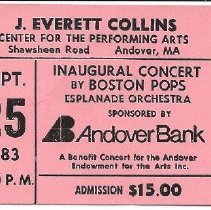 J. EVERETT COLLINS
CENTER FOR THE PERFORMING ARTS
Shawsheen Road Andover, MA
PT.
25
83
0 P.M.
INAUGURAL CONCERT
BY BOSTON POPS
ESPLANADE ORCHESTRA
SPONSORED BY
AndoverBank
A Benefit Concert for the Andover
Endowment for the Arts Inc.
ADMISSION $15.00